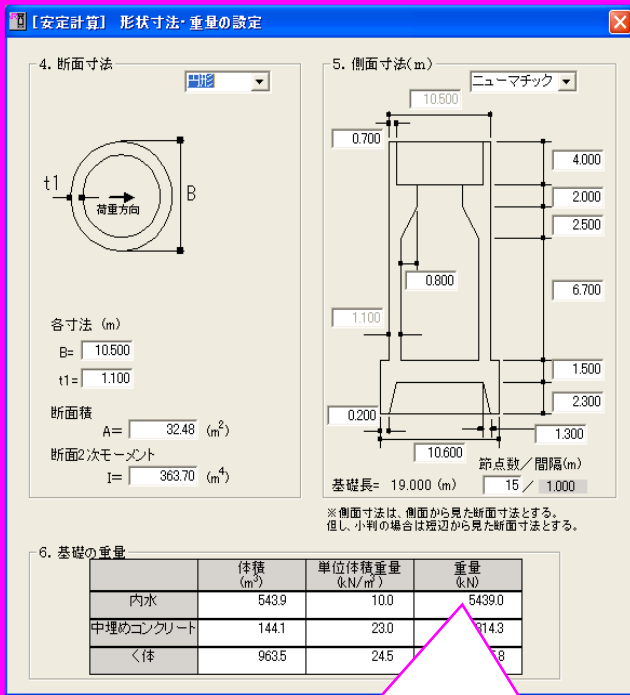 [安定計算] 形状寸法・重量の設定
4. 断面寸法
円形
t1
B
荷重方向
各寸法 (m)
B= 10.500
t1= 1.100
断面積
A= 32.48 (m²)
断面2次モーメント
I= 363.70 (m⁴)
5. 側面寸法(m)
ニューマチック
10.500
0.700
4.000
2.000
2.500
0.800
6.700
1.100
1.500
2.300
0.200
1.300
10.600
節点数/間隔(m)
基礎長= 19.000 (m) 15 / 1.000
※側面寸法は、側面から見た断面寸法とする。
但し、小判の場合は短辺から見た断面寸法とする。
6. 基礎の重量
体積 (m³) 単位体積重量 (kN/m³) 重量 (kN)
内水 543.9 10.0 5439.0
中埋めコンクリート 144.1 23.0 314.3
く体 963.5 24.5